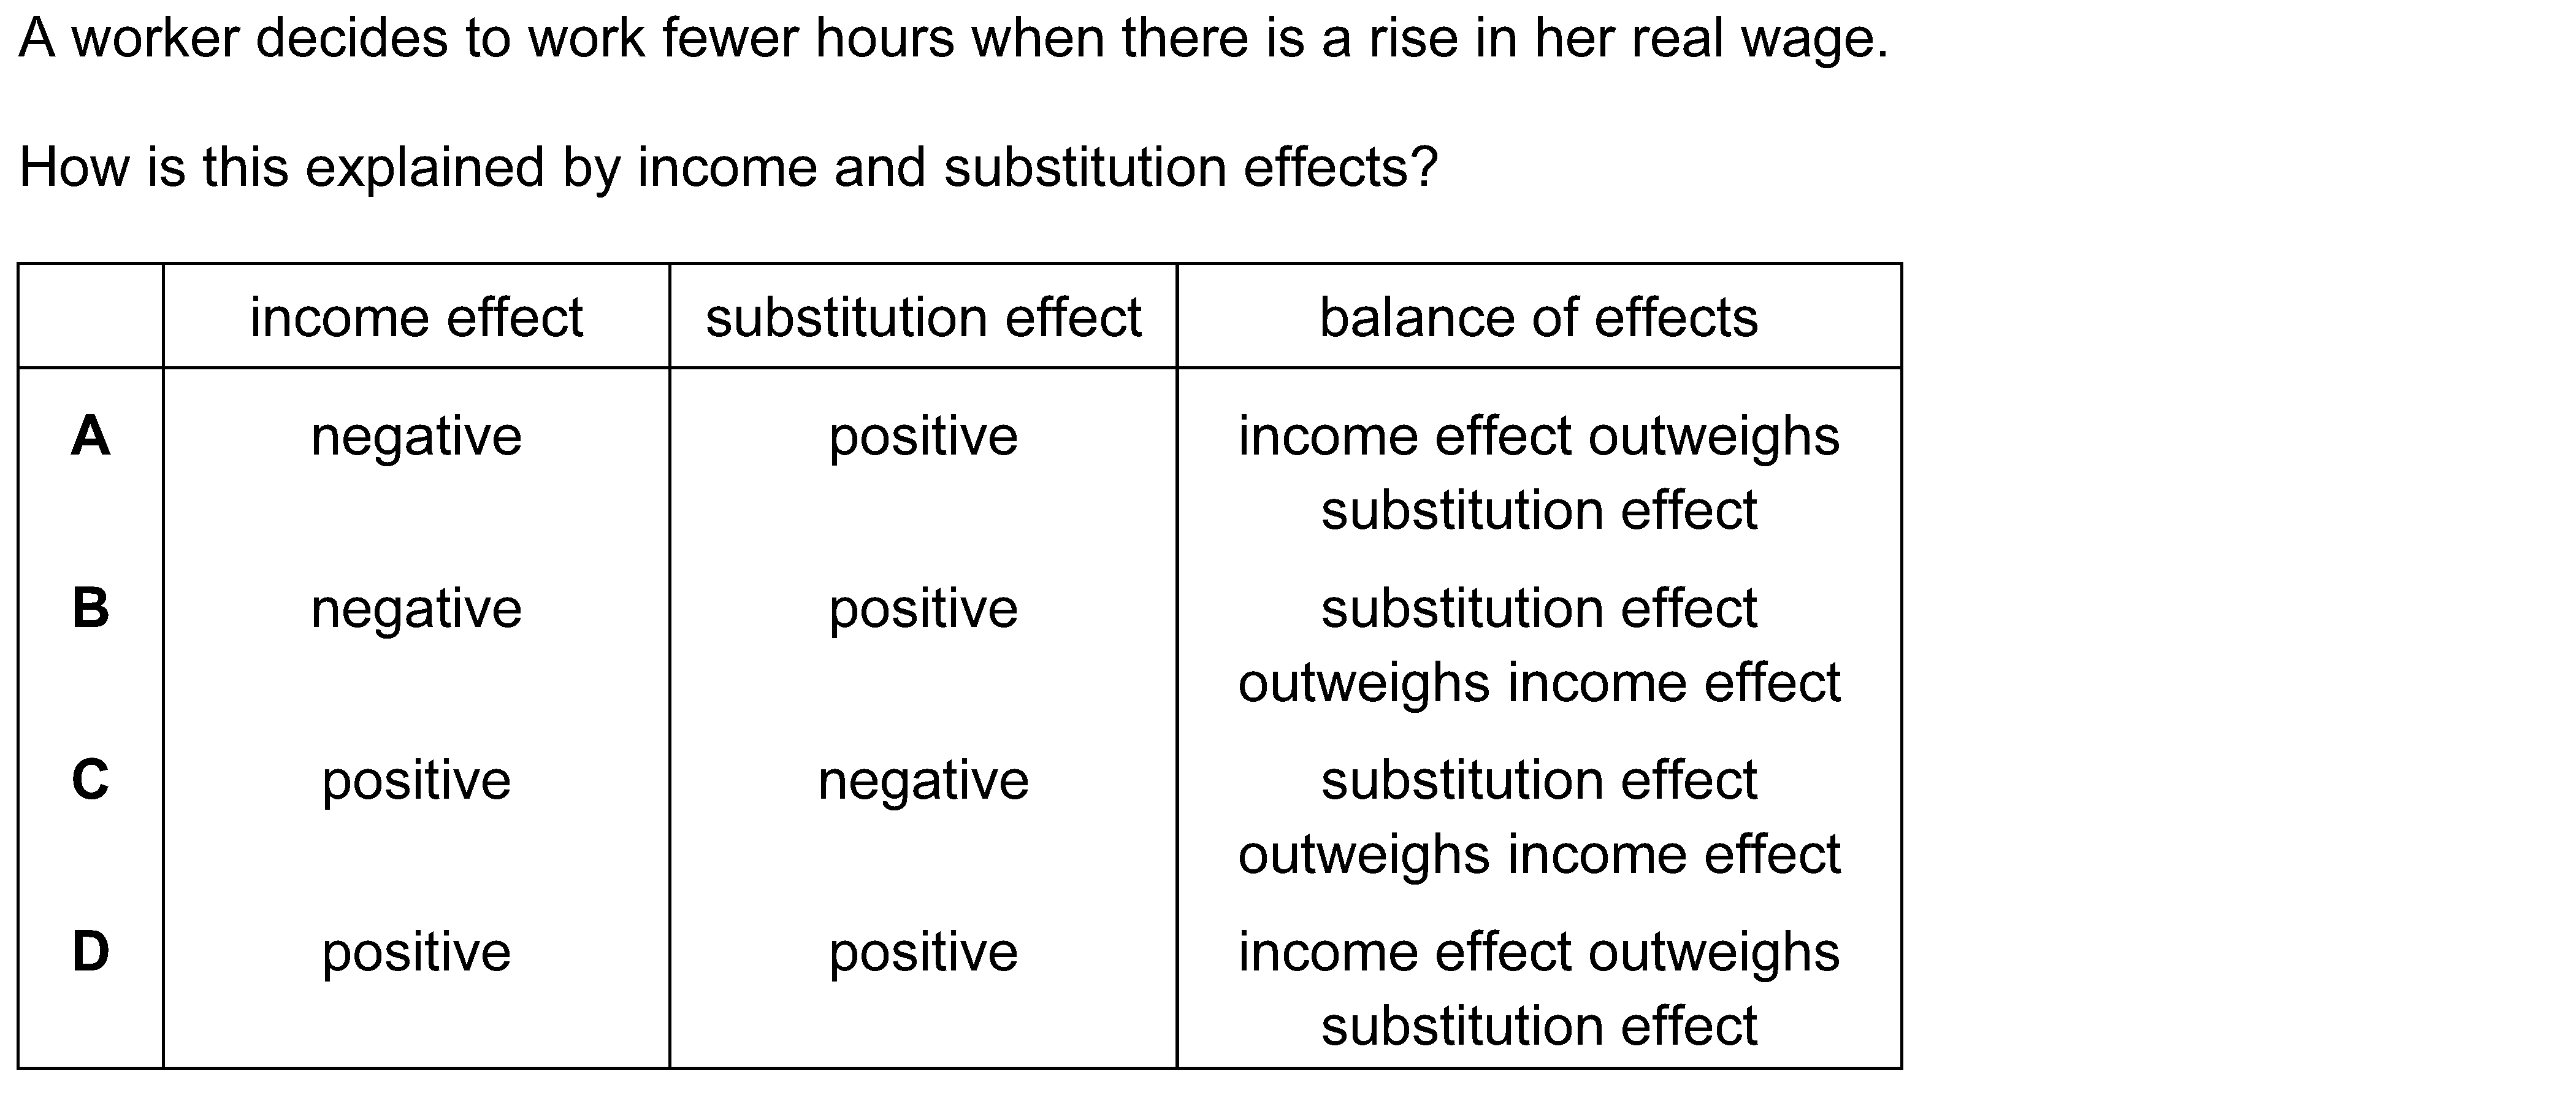 A worker decides to work fewer hours when there is a rise in her real wage.
How is this explained by income and substitution effects?
income effect substitution effect balance of effects
A negative positive income effect outweighs
substitution effect
B negative positive substitution effect
outweighs income effect
C positive negative substitution effect
outweighs income effect
D positive positive income effect outweighs
substitution effect